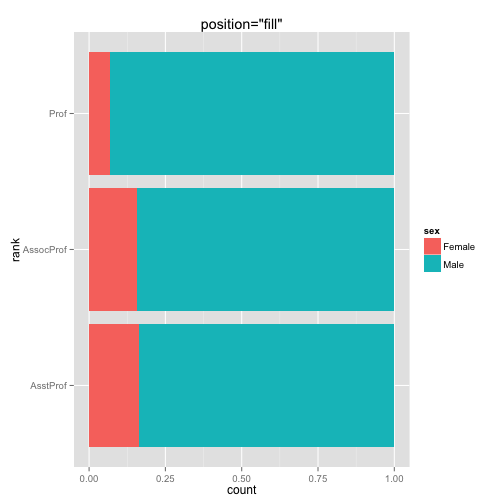 position="fill"
Prof
AssocProf
AsstProf
rank
0.00 0.25 0.50 0.75 1.00
count
sex
Female
Male